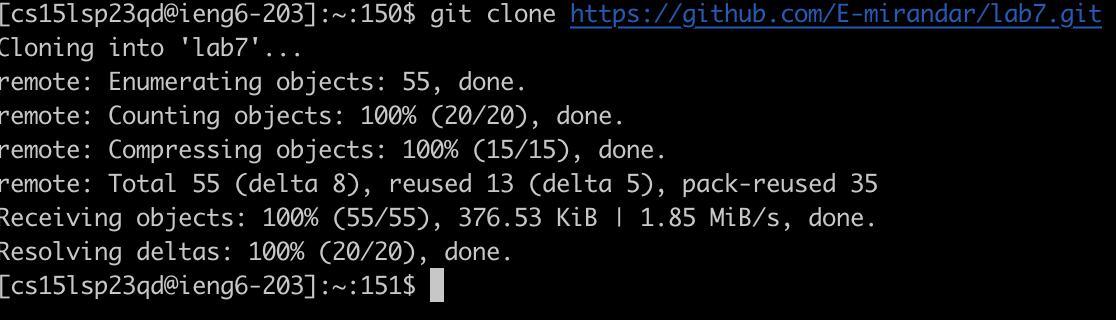 [cs15lsp23qd@ieng6-203]:~:150$ git clone https://github.com/E-mirandar/lab7.git
Cloning into 'lab7'...
remote: Enumerating objects: 55, done.
remote: Counting objects: 100% (20/20), done.
remote: Compressing objects: 100% (15/15), done.
remote: Total 55 (delta 8), reused 13 (delta 5), pack-reused 35
Receiving objects: 100% (55/55), 376.53 KiB | 1.85 MiB/s, done.
Resolving deltas: 100% (20/20), done.
[cs15lsp23qd@ieng6-203]:~:151$